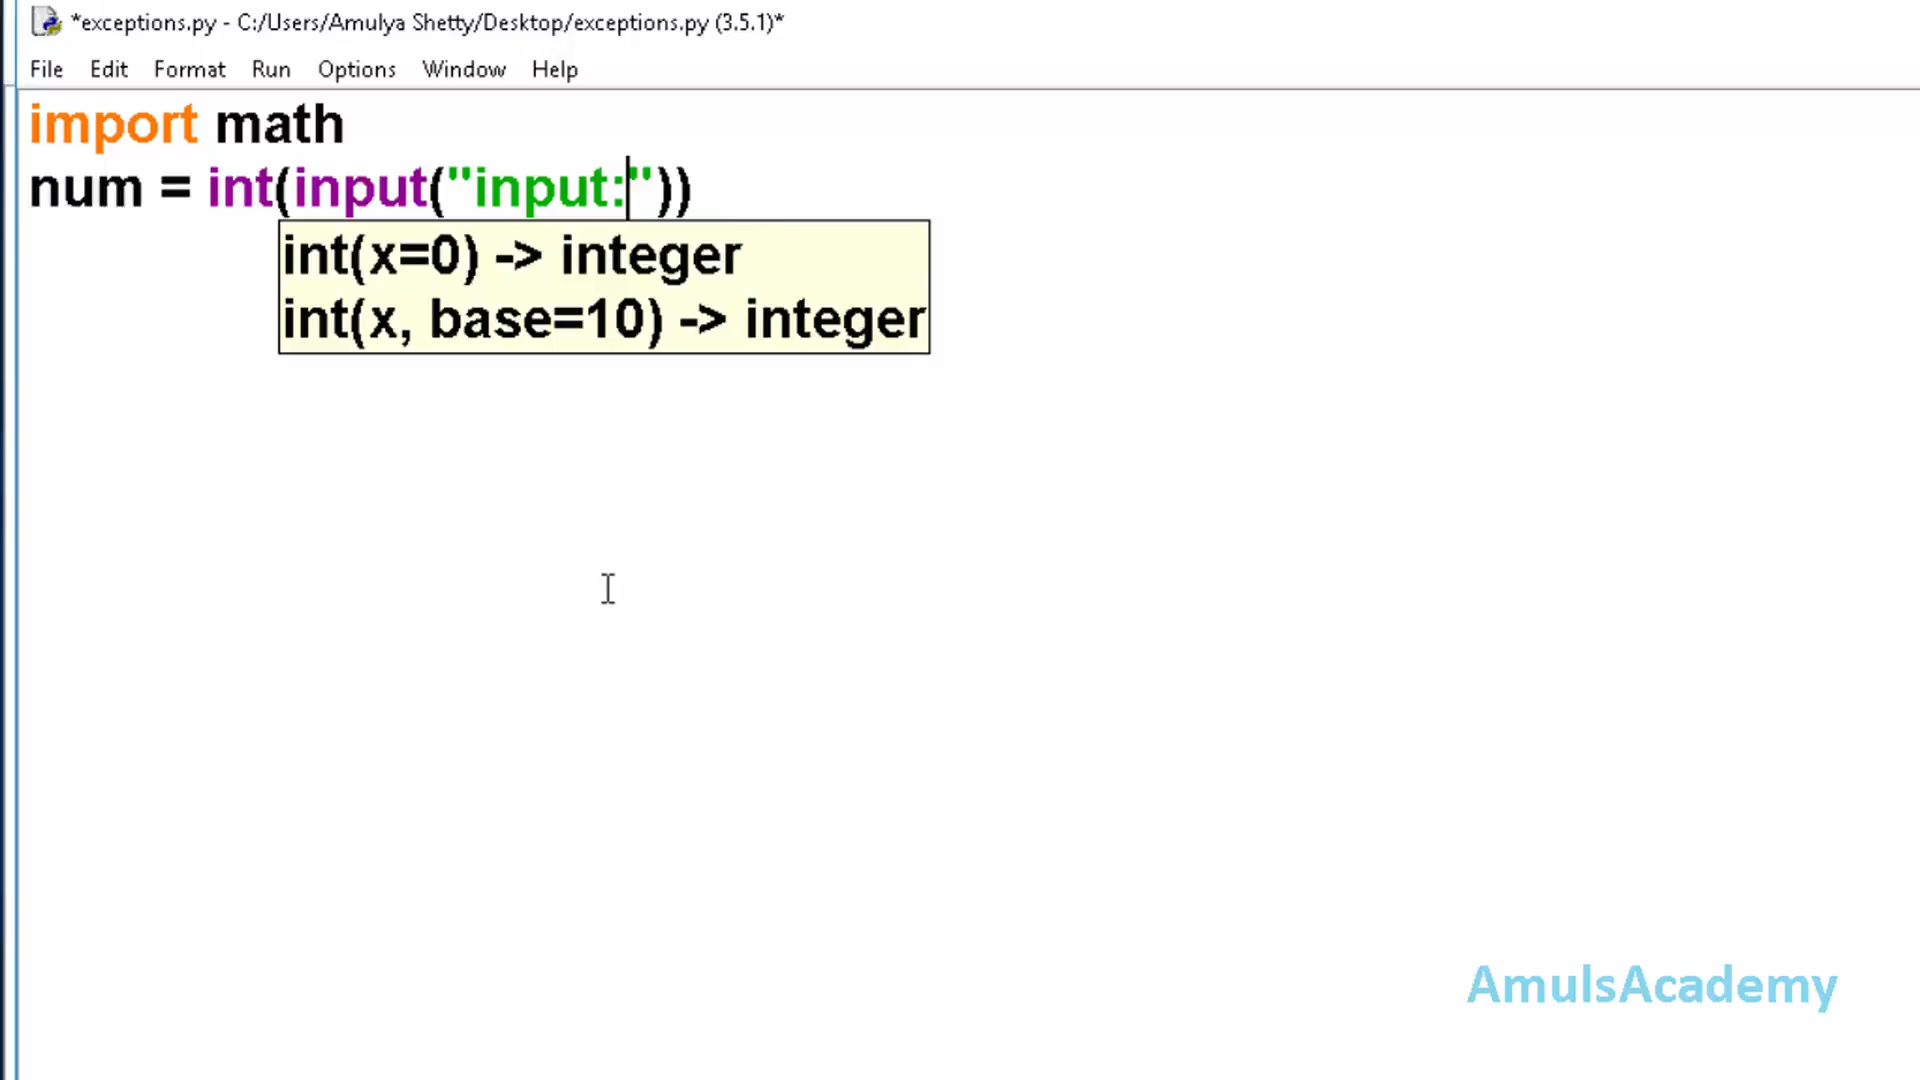 *exceptions.py - C:/Users/Amulya Shetty/Desktop/exceptions.py (3.5.1)*
File Edit Format Run Options Window Help
import math
num = int(input("input:"))
int(x=0) -> integer
int(x, base=10) -> integer
AmulsAcademy